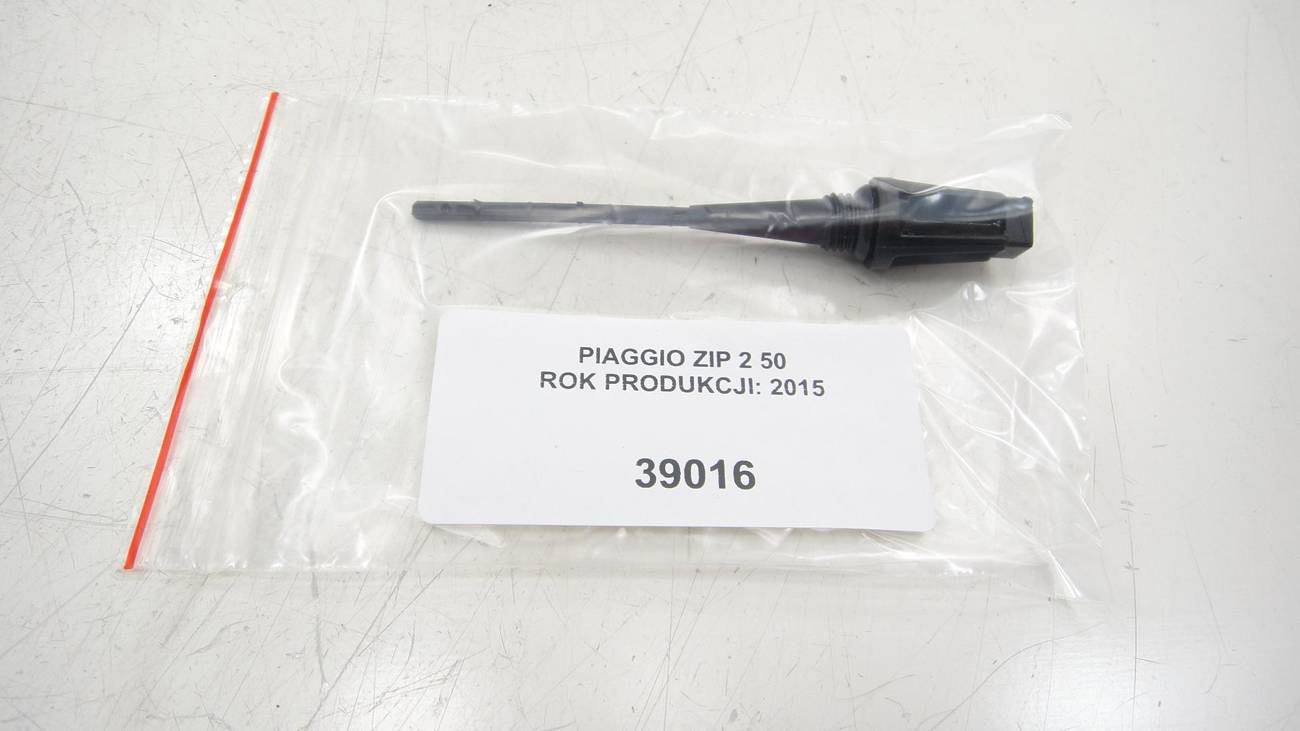 PIAGGIO ZIP 2 50
ROK PRODUKCJI: 2015
39016